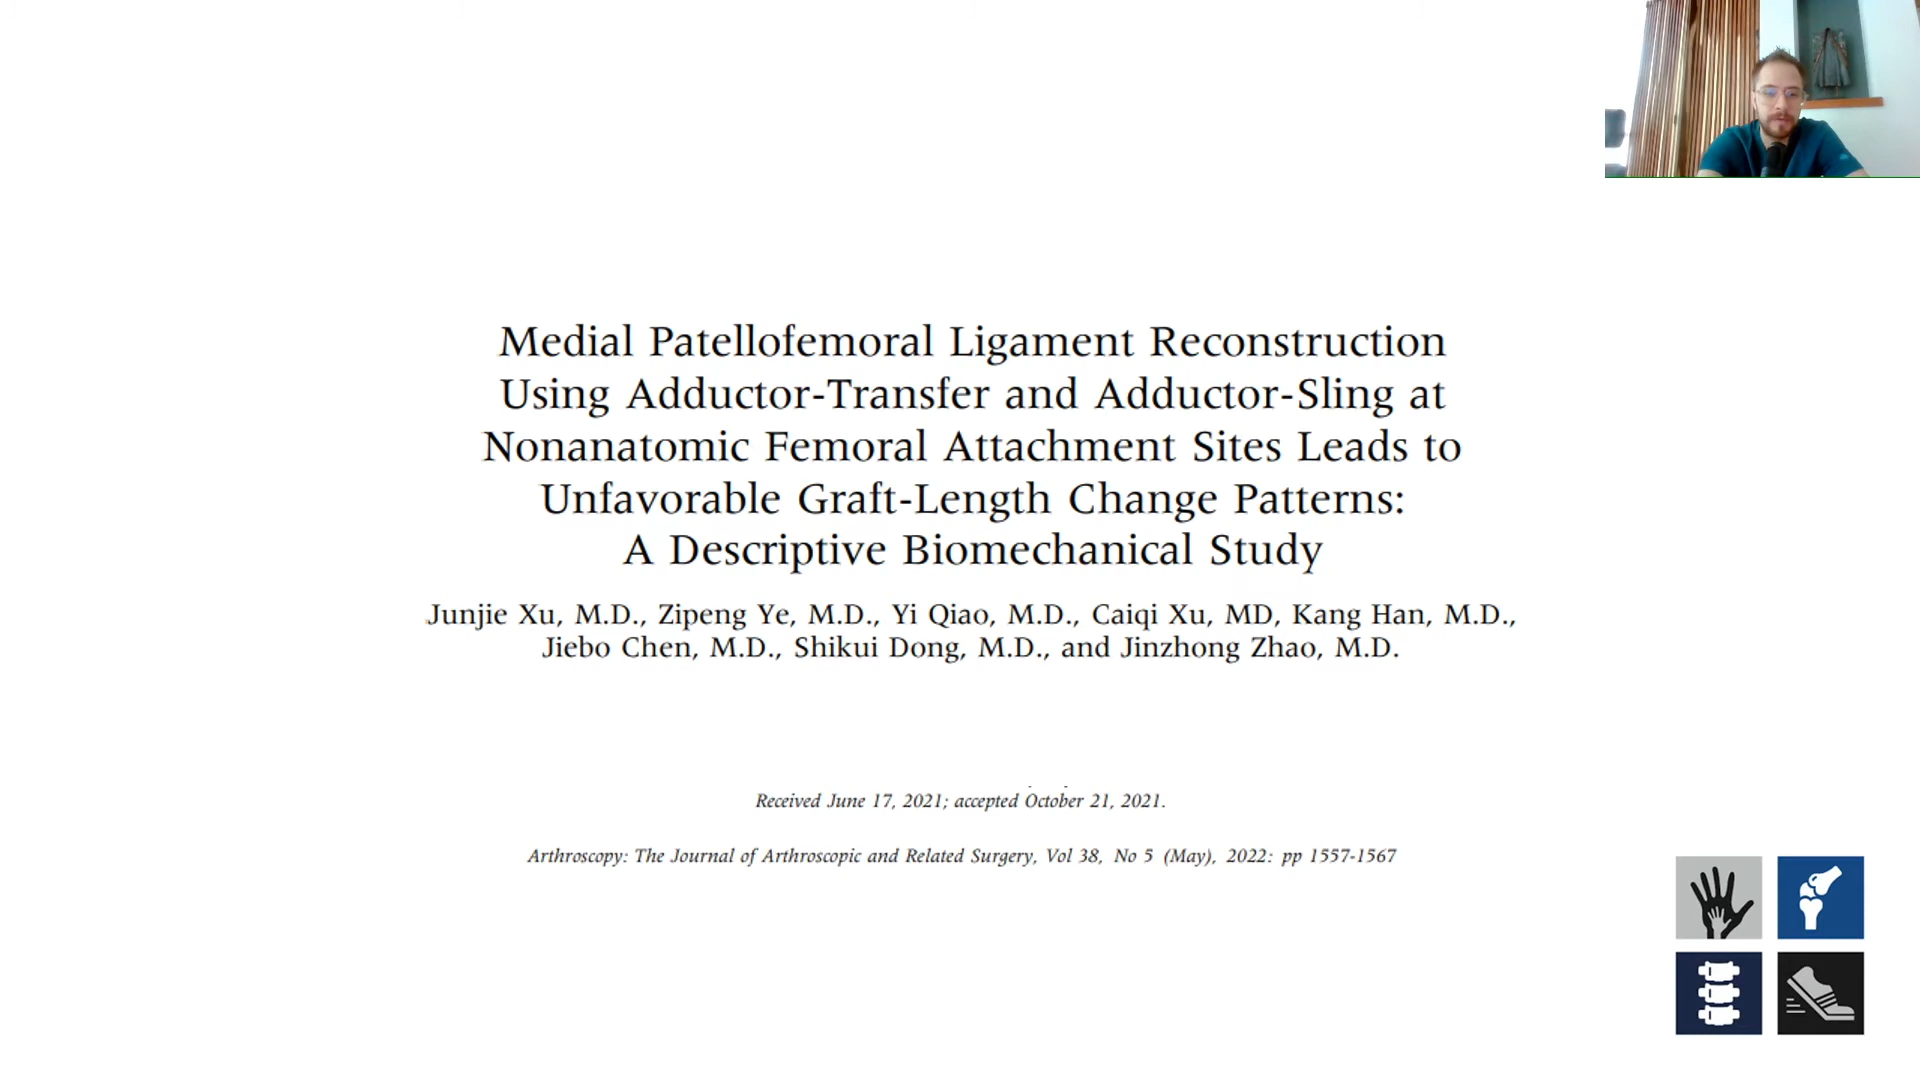 Medial Patellofemoral Ligament Reconstruction
Using Adductor-Transfer and Adductor-Sling at
Nonanatomic Femoral Attachment Sites Leads to
Unfavorable Graft-Length Change Patterns:
A Descriptive Biomechanical Study
Junjie Xu, M.D., Zipeng Ye, M.D., Yi Qiao, M.D., Caiqi Xu, MD, Kang Han, M.D.,
Jiebo Chen, M.D., Shikui Dong, M.D., and Jinzhong Zhao, M.D.
Received June 17, 2021; accepted October 21, 2021.
Arthroscopy: The Journal of Arthroscopic and Related Surgery, Vol 38, No 5 (May), 2022: pp 1557-1567